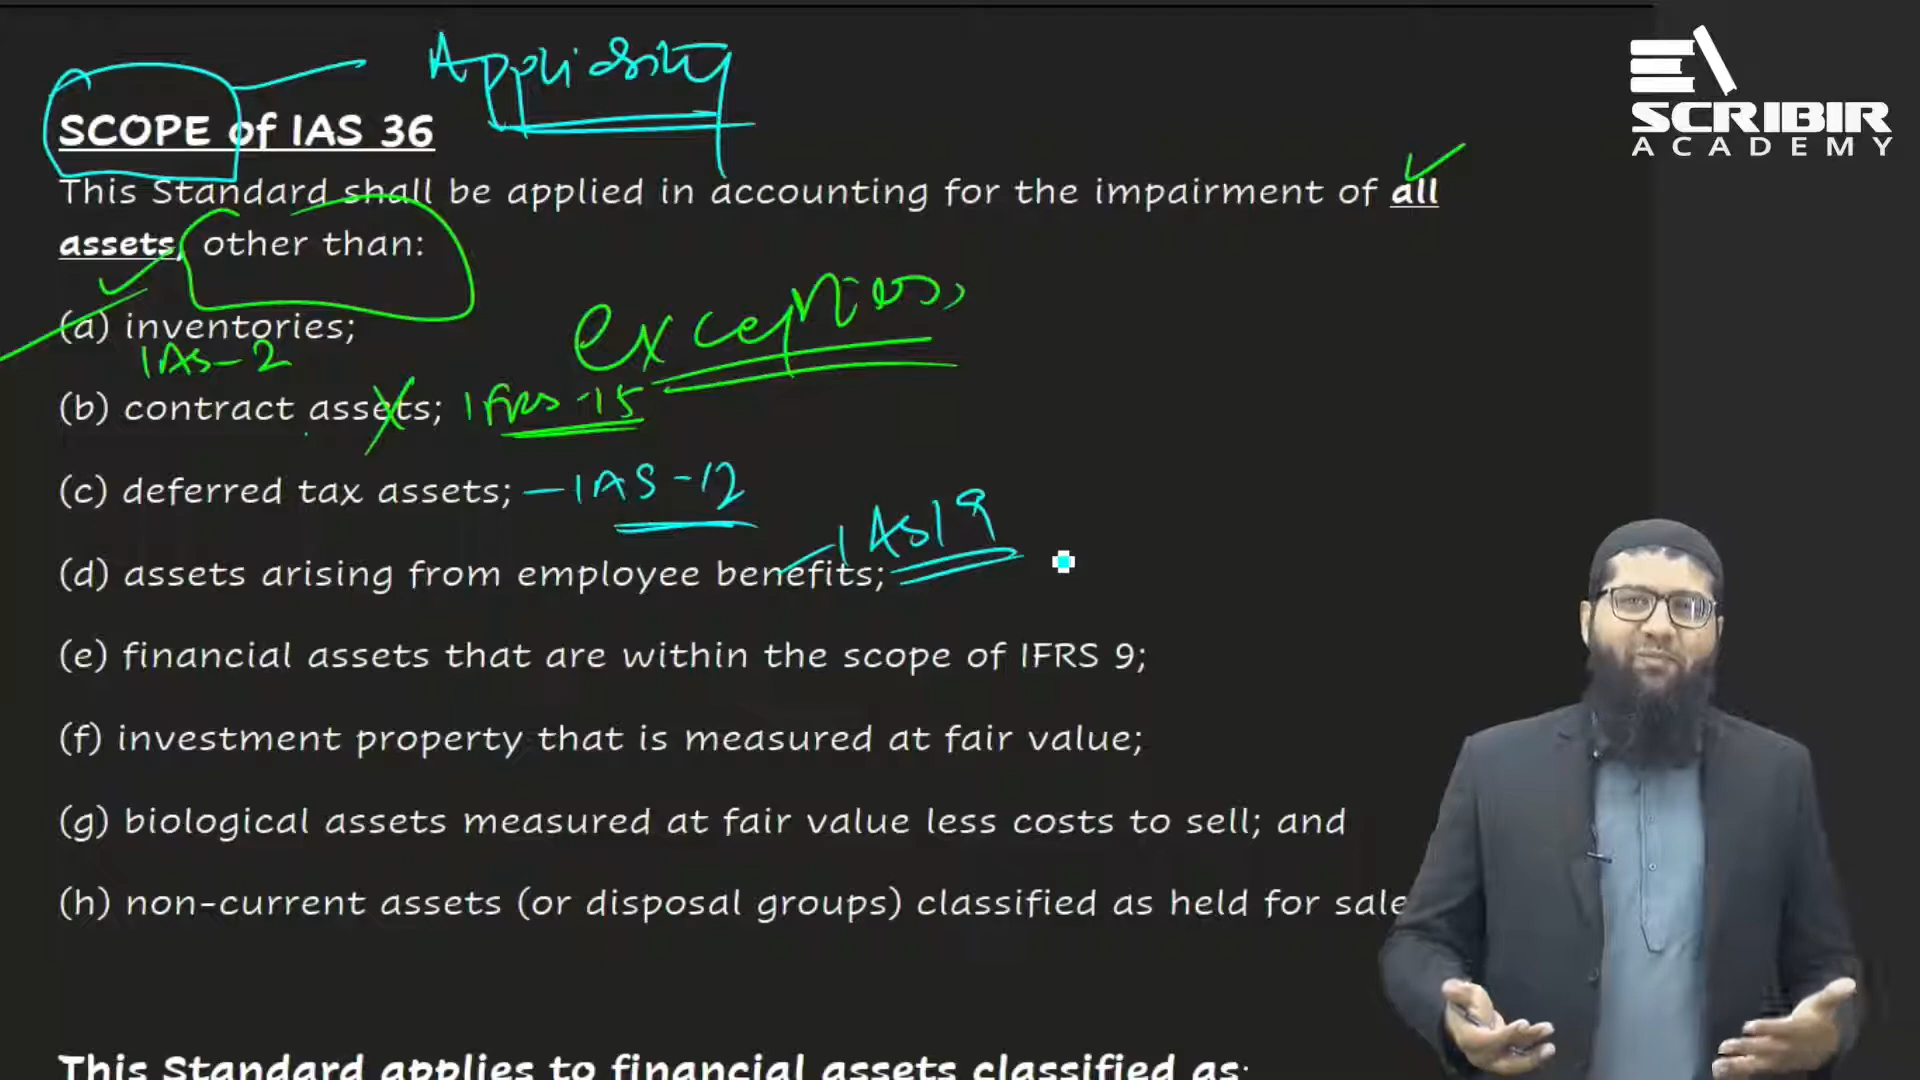 Applicability
SCRIBIR
ACADEMY
SCOPE of IAS 36
This Standard shall be applied in accounting for the impairment of all
assets, other than:
exceptions
(a) inventories;
IAS-2
(b) contract assets; IFRS-15
(c) deferred tax assets; -IAS-12
IAS19
(d) assets arising from employee benefits;
(e) financial assets that are within the scope of IFRS 9;
(f) investment property that is measured at fair value;
(g) biological assets measured at fair value less costs to sell; and
(h) non-current assets (or disposal groups) classified as held for sale
This Standard applies to financial assets classified as: